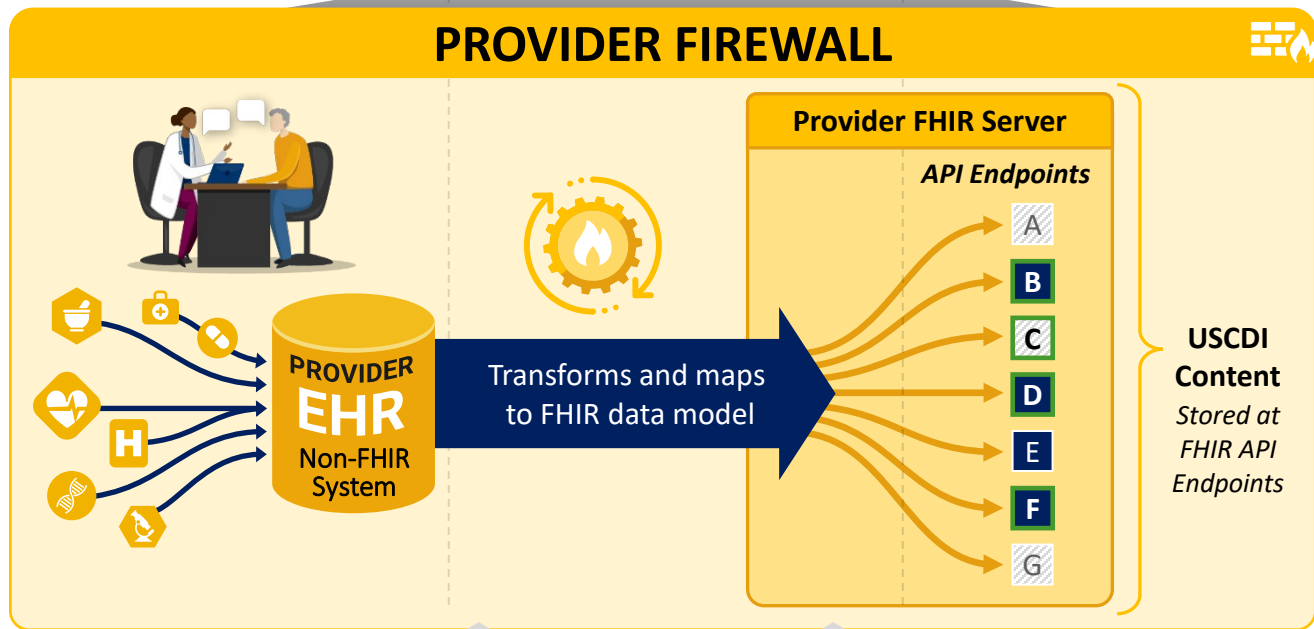 PROVIDER FIREWALL
Provider FHIR Server
API Endpoints
A
B
C
D
E
F
G
H
PROVIDER
EHR
Non-FHIR
System
Transforms and maps
to FHIR data model
USCDI
Content
Stored at
FHIR API
Endpoints